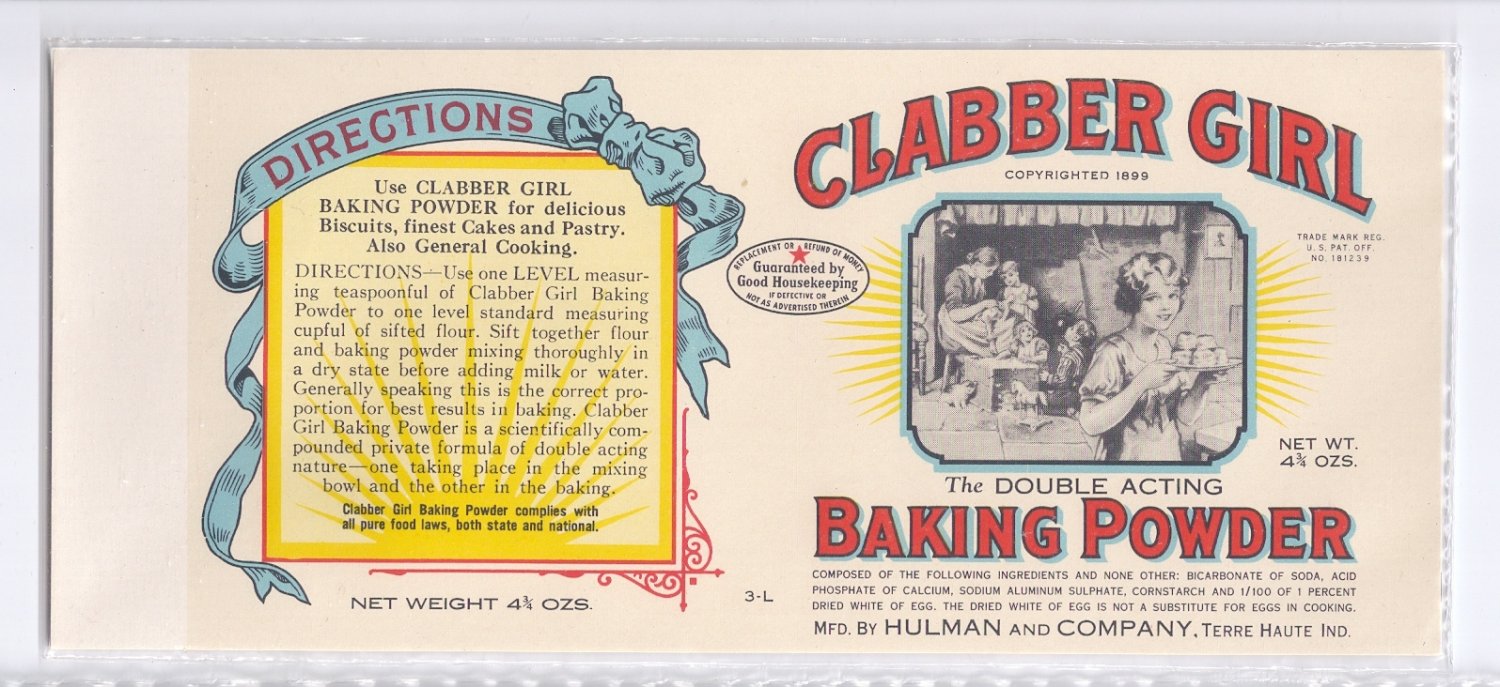 DIRECTIONS
Use CLABBER GIRL
BAKING POWDER for delicious
Biscuits, finest Cakes and Pastry.
Also General Cooking.
DIRECTIONS—Use one LEVEL measur-
ing teaspoonful of Clabber Girl Baking
Powder to one level standard measuring
cupful of sifted flour. Sift together flour
and baking powder mixing thoroughly in
a dry state before adding milk or water.
Generally speaking this is the correct pro-
portion for best results in baking. Clabber
Girl Baking Powder is a scientifically com-
pounded private formula of double acting
nature—one taking place in the mixing
bowl and the other in the baking.
Clabber Girl Baking Powder complies with
all pure food laws, both state and national.
NET WEIGHT 4¾ OZS.
3-L
REPLACEMENT OR REFUND OF MONEY
Guaranteed by
Good Housekeeping
IF DEFECTIVE OR
NOT AS ADVERTISED THEREIN
CLABBER GIRL
COPYRIGHTED 1899
TRADE MARK REG.
U. S. PAT. OFF.
NO. 181239
NET WT.
4¾ OZS.
The DOUBLE ACTING
BAKING POWDER
COMPOSED OF THE FOLLOWING INGREDIENTS AND NONE OTHER: BICARBONATE OF SODA, ACID
PHOSPHATE OF CALCIUM, SODIUM ALUMINUM SULPHATE, CORNSTARCH AND 1/100 OF 1 PERCENT
DRIED WHITE OF EGG. THE DRIED WHITE OF EGG IS NOT A SUBSTITUTE FOR EGGS IN COOKING.
MFD. BY HULMAN AND COMPANY, TERRE HAUTE IND.